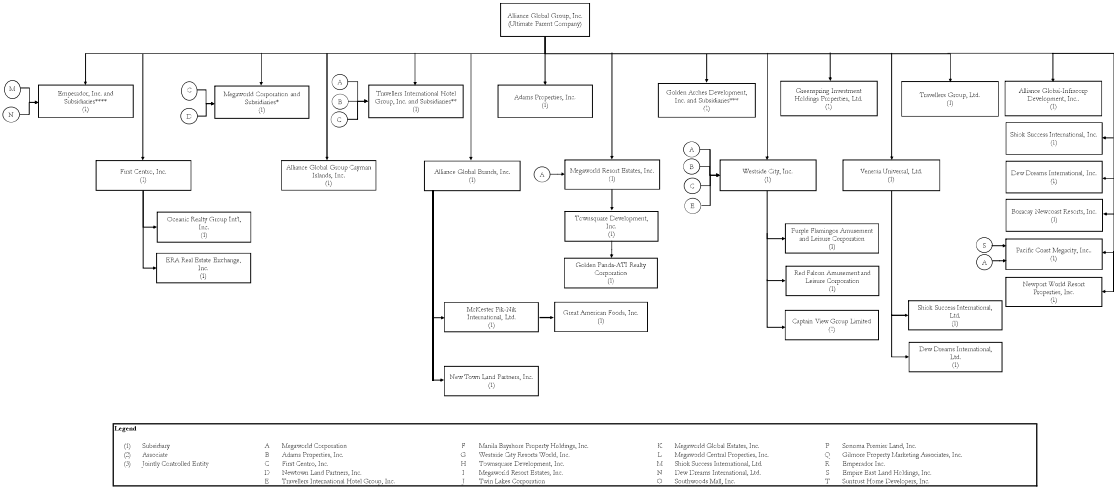 Alliance Global Group, Inc.
(Ultimate Parent Company)
M
N
Emperador, Inc. and
Subsidiaries****
(1)
C
D
Megaworld Corporation and
Subsidiaries*
(1)
A
B
C
Travellers International Hotel
Group, Inc. and Subsidiaries**
(1)
Adams Properties, Inc.
(1)
Golden Arches Development,
Inc. and Subsidiaries***
(1)
Greenspring Investment
Holdings Properties, Ltd.
(1)
Travellers Group, Ltd.
(1)
Alliance Global-Infracorp
Development, Inc.
(1)
First Centro, Inc.
(1)
Alliance Global Group Cayman
Islands, Inc.
(1)
Alliance Global Brands, Inc.
(1)
A
Megaworld Resort Estates, Inc.
(1)
A
B
C
E
Westside City, Inc.
(1)
Venezia Universal, Ltd.
(1)
Shiok Success International, Inc.
(1)
Dew Dreams International, Inc.
(1)
Boracay Newcoast Resorts, Inc.
(1)
S
A
Pacific Coast Megacity, Inc.
(1)
Newport World Resort
Properties, Inc.
(1)
Oceanic Realty Group Int'l,
Inc.
(1)
ERA Real Estate Exchange,
Inc.
(1)
Townsquare Development,
Inc.
(1)
Golden Panda-ATI Realty
Corporation
(1)
McKester Pik-Nik
International, Ltd.
(1)
Great American Foods, Inc.
(1)
New Town Land Partners, Inc.
(1)
Purple Flamingos Amusement
and Leisure Corporation
(1)
Red Falcon Amusement and
Leisure Corporation
(1)
Captain View Group Limited
(1)
Shiok Success International,
Ltd.
(1)
Dew Dreams International,
Ltd.
(1)
Legend
(1) Subsidiary
(2) Associate
(3) Jointly Controlled Entity
A Megaworld Corporation
B Adams Properties, Inc.
C First Centro, Inc.
D Newtown Land Partners, Inc.
E Travellers International Hotel Group, Inc.
F Manila Bayshore Property Holdings, Inc.
G Westside City Resorts World, Inc.
H Townsquare Development, Inc.
I Megaworld Resort Estates, Inc.
J Twin Lakes Corporation
K Megaworld Global Estates, Inc.
L Megaworld Central Properties, Inc.
M Shiok Success International, Ltd.
N Dew Dreams International, Ltd.
O Southwoods Mall, Inc.
P Sonoma Premier Land, Inc.
Q Gilmore Property Marketing Associates, Inc.
R Emperador Inc.
S Empire East Land Holdings, Inc.
T Suntrust Home Developers, Inc.